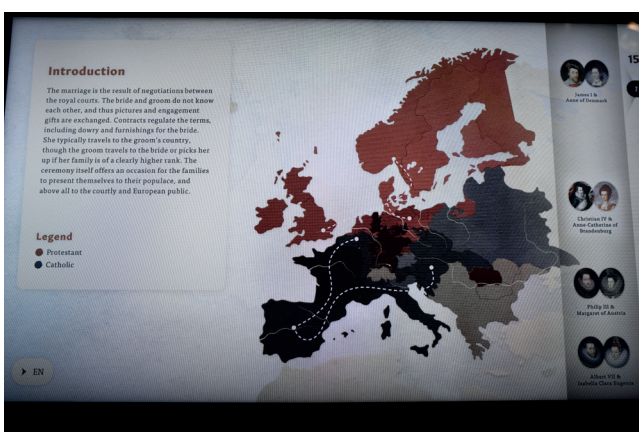 Introduction
The marriage is the result of negotiations between
the royal courts. The bride and groom do not know
each other, and thus pictures and engagement
gifts are exchanged. Contracts regulate the terms,
including dowry and furnishings for the bride.
She typically travels to the groom's country,
though the groom travels to the bride or picks her
up if her family is of a clearly higher rank. The
ceremony itself offers an occasion for the families
to present themselves to their populace, and
above all to the courtly and European public.
Legend
Protestant
Catholic
EN
15
James I &
Anne of Denmark
Christian IV &
Anne Catherine of
Brandenburg
Philip III &
Margaret of Austria
Albert VII &
Isabella Clara Eugenia